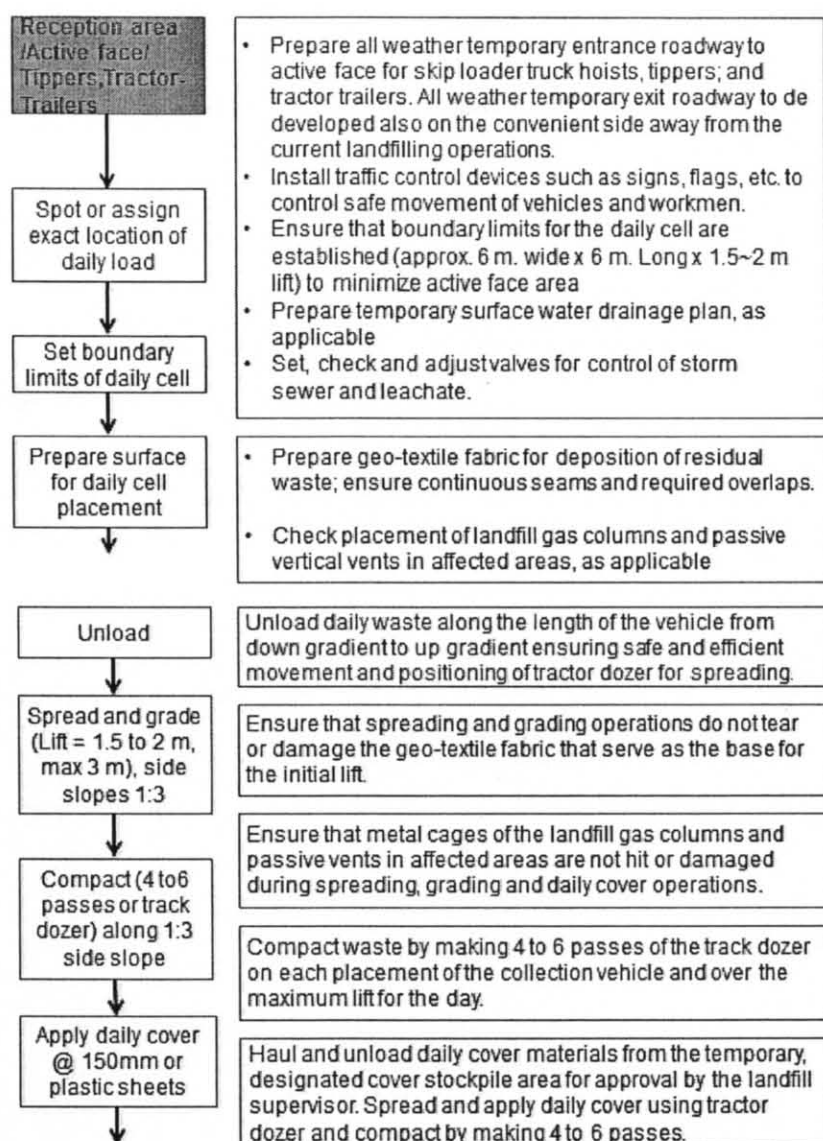 Reception area
/Active face/
Tippers,Tractor-
Trailers
Spot or assign
exact location of
daily load
Set boundary
limits of daily cell
• Prepare all weather temporary entrance roadway to
active face for skip loader truck hoists, tippers; and
tractor trailers. All weather temporary exit roadway to de
developed also on the convenient side away from the
current landfilling operations.
• Install traffic control devices such as signs, flags, etc. to
control safe movement of vehicles and workmen.
• Ensure that boundary limits for the daily cell are
established (approx. 6 m. wide x 6 m. Long x 1.5~2 m
lift) to minimize active face area
• Prepare temporary surface water drainage plan, as
applicable
• Set, check and adjust valves for control of storm
sewer and leachate.
Prepare surface
for daily cell
placement
• Prepare geo-textile fabric for deposition of residual
waste; ensure continuous seams and required overlaps.
• Check placement of landfill gas columns and passive
vertical vents in affected areas, as applicable
Unload
Unload daily waste along the length of the vehicle from
down gradient to up gradient ensuring safe and efficient
movement and positioning of tractor dozer for spreading.
Spread and grade
(Lift = 1.5 to 2 m,
max 3 m), side
slopes 1:3
Ensure that spreading and grading operations do not tear
or damage the geo-textile fabric that serve as the base for
the initial lift.
Ensure that metal cages of the landfill gas columns and
passive vents in affected areas are not hit or damaged
during spreading, grading and daily cover operations.
Compact (4 to6
passes or track
dozer) along 1:3
side slope
Compact waste by making 4 to 6 passes of the track dozer
on each placement of the collection vehicle and over the
maximum lift for the day.
Apply daily cover
@ 150mm or
plastic sheets
Haul and unload daily cover materials from the temporary,
designated cover stockpile area for approval by the landfill
supervisor. Spread and apply daily cover using tractor
dozer and compact by making 4 to 6 passes.